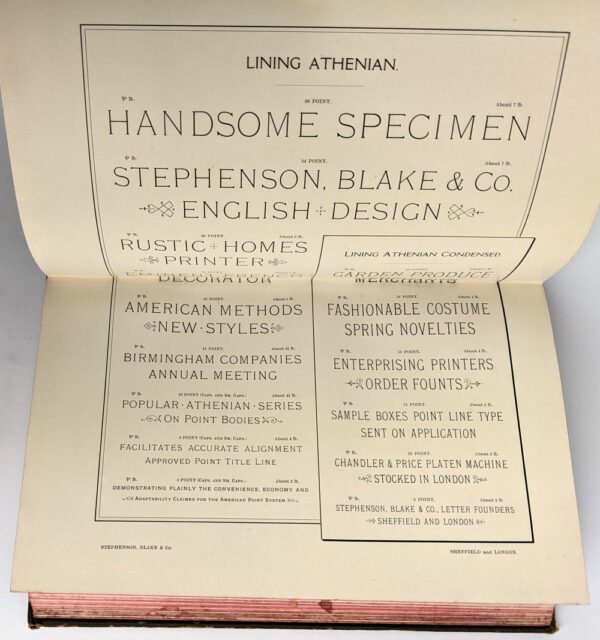 LINING ATHENIAN.
30 POINT.
About 7 lb.
HANDSOME SPECIMEN
24 POINT.
About 7 lb.
STEPHENSON, BLAKE & CO.
ENGLISH DESIGN
RUSTIC HOMES
PRINTER
DECORATOR
AMERICAN METHODS
NEW · STYLES
BIRMINGHAM COMPANIES
ANNUAL MEETING
POPULAR · ATHENIAN · SERIES
ON POINT BODIES
FACILITATES ACCURATE ALIGNMENT
APPROVED POINT TITLE LINE
DEMONSTRATING PLAINLY THE CONVENIENCE, ECONOMY AND
ADAPTABILITY CLAIMED FOR THE AMERICAN POINT SYSTEM
LINING ATHENIAN CONDENSED.
GARDEN PRODUCE
MERCHANTS
FASHIONABLE COSTUME
SPRING NOVELTIES
ENTERPRISING PRINTERS
ORDER FOUNTS
SAMPLE BOXES POINT LINE TYPE
SENT ON APPLICATION
CHANDLER & PRICE PLATEN MACHINE
STOCKED IN LONDON
STEPHENSON, BLAKE & CO., LETTER FOUNDERS
SHEFFIELD AND LONDON
STEPHENSON, BLAKE & Co.
SHEFFIELD and LONDON.